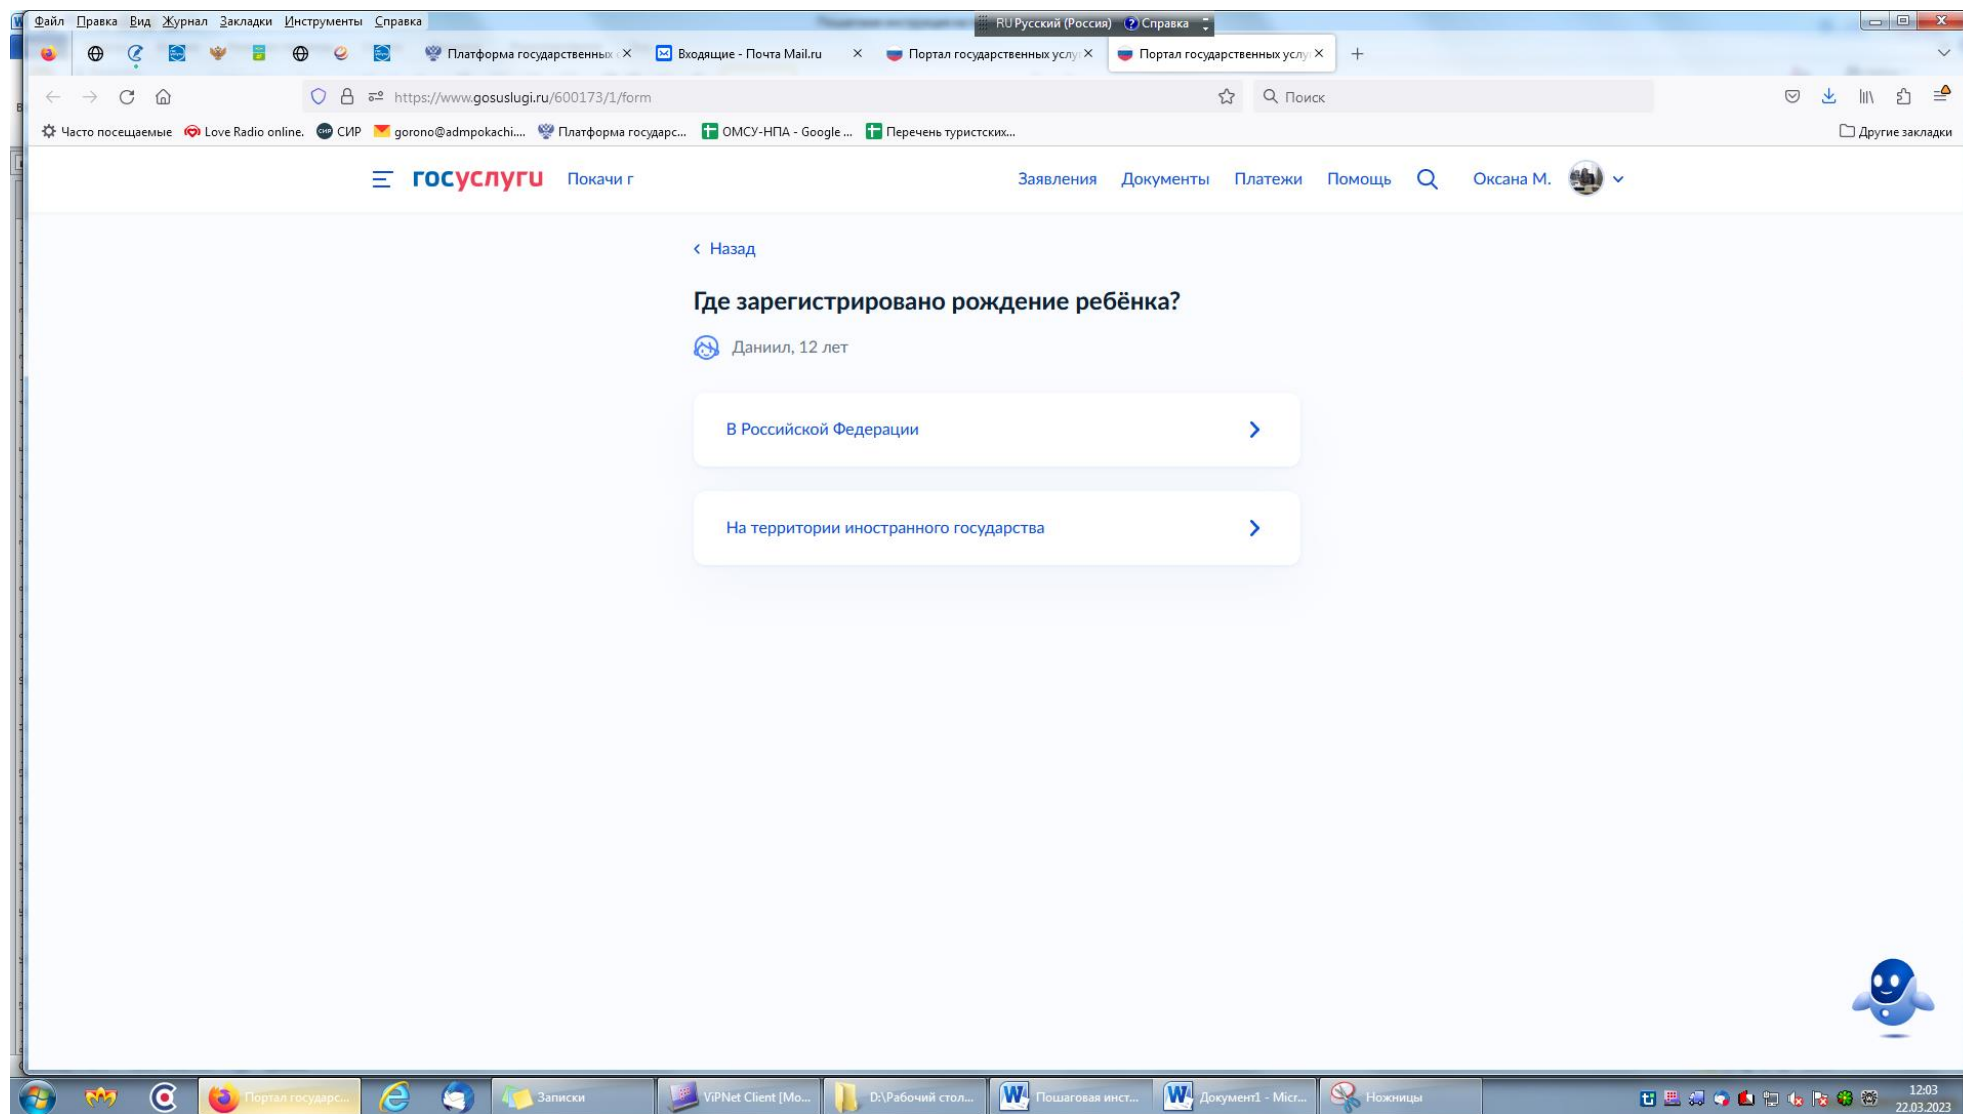 Файл Правка Вид Журнал Закладки Инструменты Справка
RU Русский (Россия) Справка
Платформа государственных с
Входящие - Почта Mail.ru
Портал государственных услуг
Портал государственных услуг
https://www.gosuslugi.ru/600173/1/form
Поиск
Часто посещаемые Love Radio online. СИР gorono@admpokachi.... Платформа государс... ОМСУ-НПА - Google ... Перечень туристских... Другие закладки
госуслуги Покачи г Заявления Документы Платежи Помощь Оксана М.
Назад
Где зарегистрировано рождение ребёнка?
Даниил, 12 лет
В Российской Федерации
На территории иностранного государства
Портал государс... Записки ViPNet Client [Мо... D:\Рабочий стол... Пошаговая инст... Документ1 - Micr... Ножницы
12:03
22.03.2023